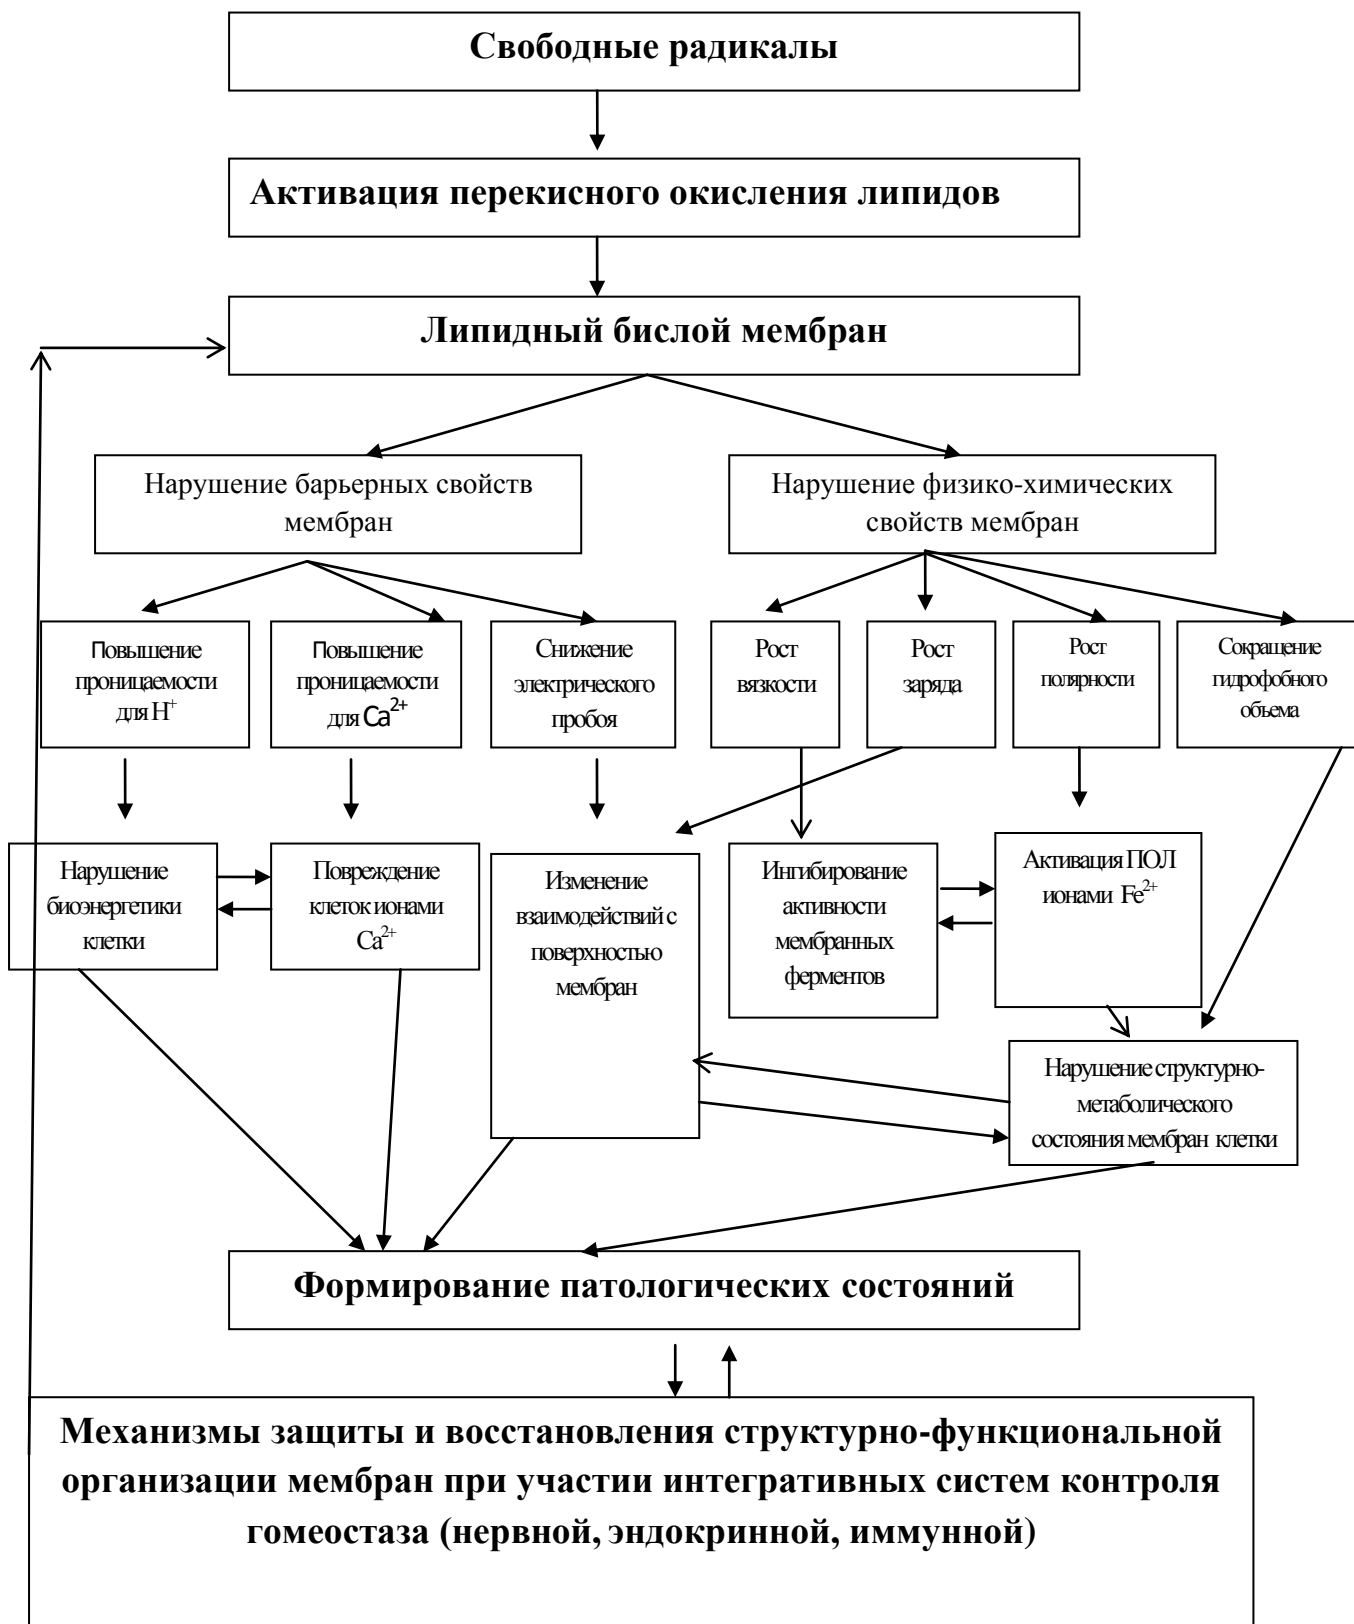 Свободные радикалы
Активация перекисного окисления липидов
Липидный бислой мембран
Нарушение барьерных свойств
мембран
Нарушение физико-химических
свойств мембран
Повышение
проницаемости
для H⁺
Повышение
проницаемости
для Ca²⁺
Снижение
электрического
пробоя
Рост
вязкости
Рост
заряда
Рост
полярности
Сокращение
гидрофобного
объема
Нарушение
биоэнергетики
клетки
Повреждение
клеток ионами
Ca²⁺
Изменение
взаимодействий с
поверхностью
мембран
Ингибирование
активности
мембранных
ферментов
Активация ПОЛ
ионами Fe²⁺
Нарушение структурно-
метаболического
состояния мембран клетки
Формирование патологических состояний
Механизмы защиты и восстановления структурно-функциональной
организации мембран при участии интегративных систем контроля
гомеостаза (нервной, эндокринной, иммунной)